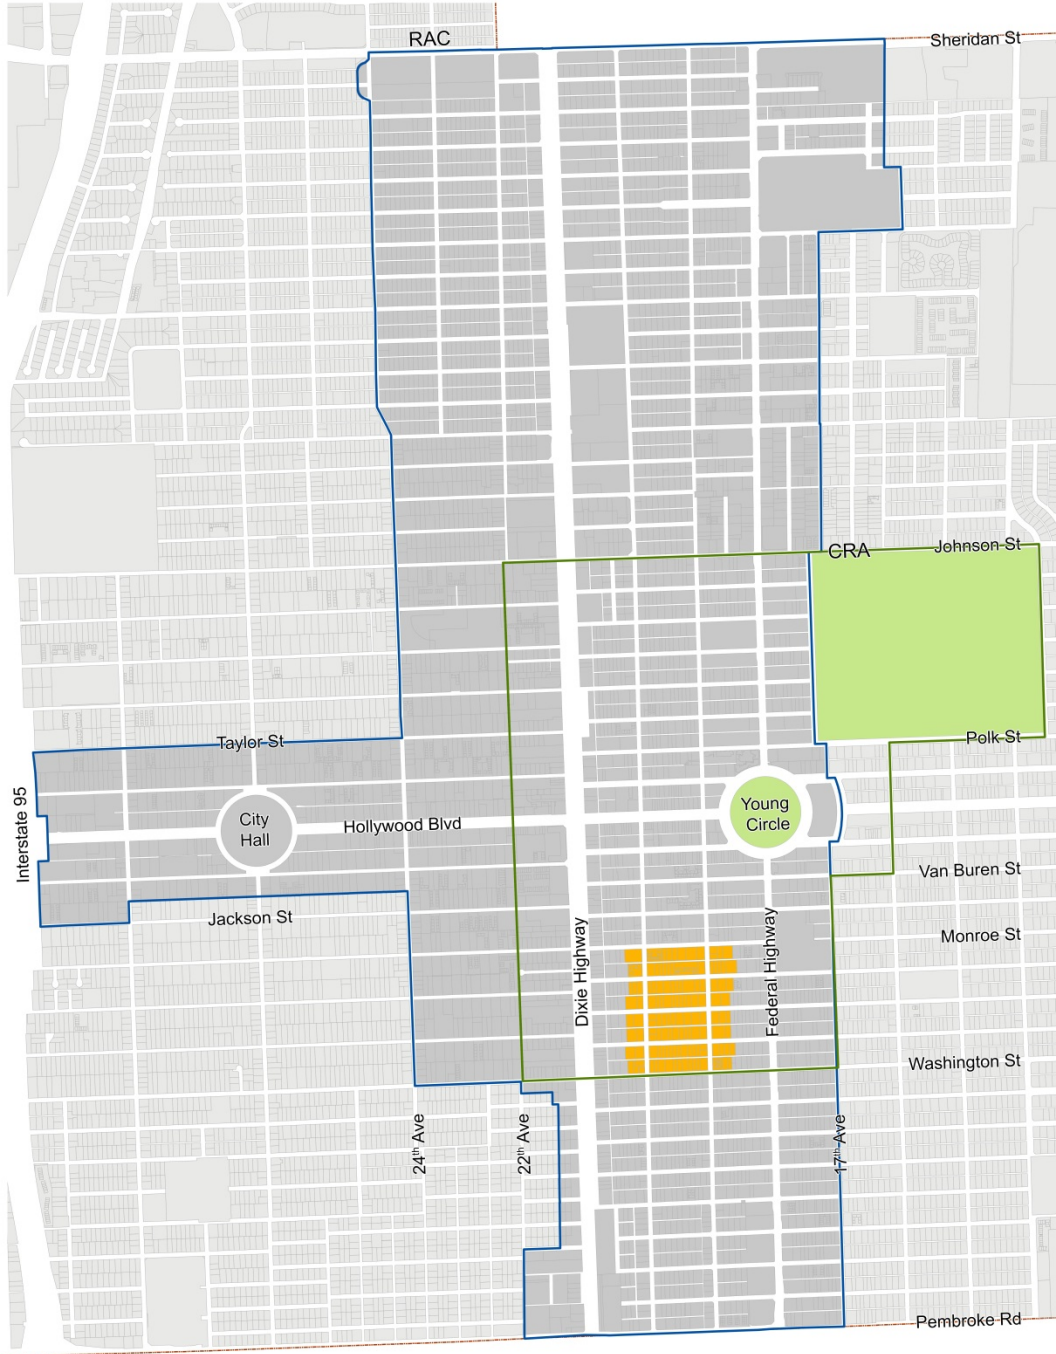 RAC
Sheridan St
CRA
Johnson St
Taylor St
Polk St
Interstate 95
City
Hall
Hollywood Blvd
Young
Circle
Van Buren St
Jackson St
Monroe St
Dixie Highway
Federal Highway
Washington St
24th Ave
22th Ave
17th Ave
Pembroke Rd